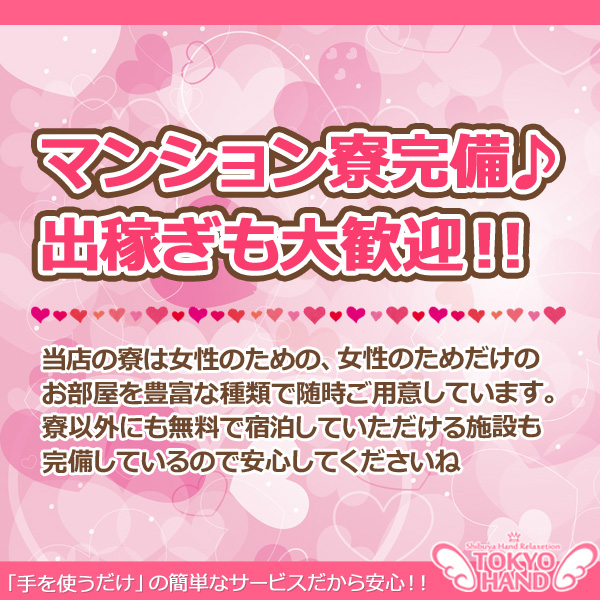 マンション寮完備♪
出稼ぎも大歓迎!!
当店の寮は女性のための、女性のためだけの
お部屋を豊富な種類で随時ご用意しています。
寮以外にも無料で宿泊していただける施設も
完備しているので安心してくださいね
「手を使うだけ」の簡単なサービスだから安心!!
Shibuya Hand Relaxetion
TOKYO
HAND